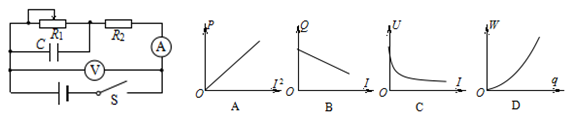 R₁ R₂ A
C
V
S
P Q U W
O I² O I O I O q
A B C D